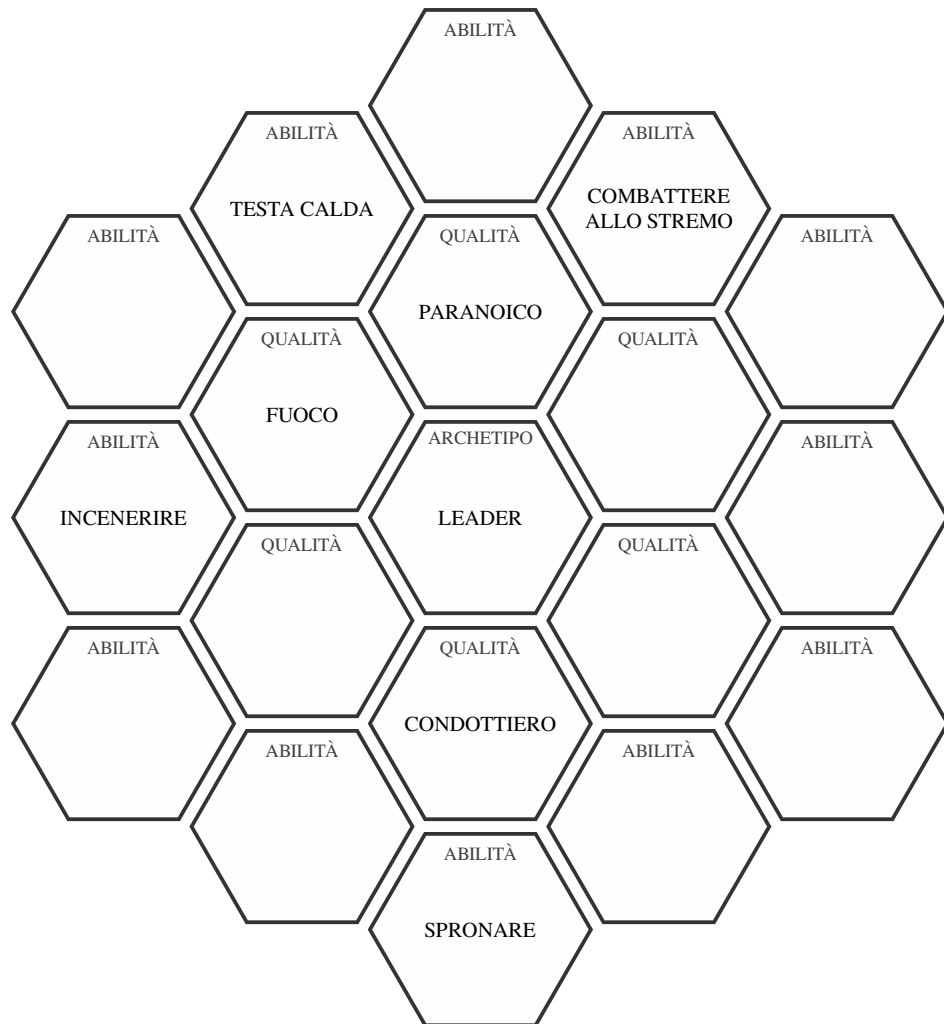 ABILITÀ
ABILITÀ
TESTA CALDA
ABILITÀ
COMBATTERE
ALLO STREMO
ABILITÀ
QUALITÀ
PARANOICO
ABILITÀ
QUALITÀ
FUOCO
QUALITÀ
ABILITÀ
INCENERIRE
ARCHETIPO
LEADER
ABILITÀ
QUALITÀ
QUALITÀ
ABILITÀ
QUALITÀ
CONDOTTIERO
ABILITÀ
ABILITÀ
ABILITÀ
ABILITÀ
SPRONARE